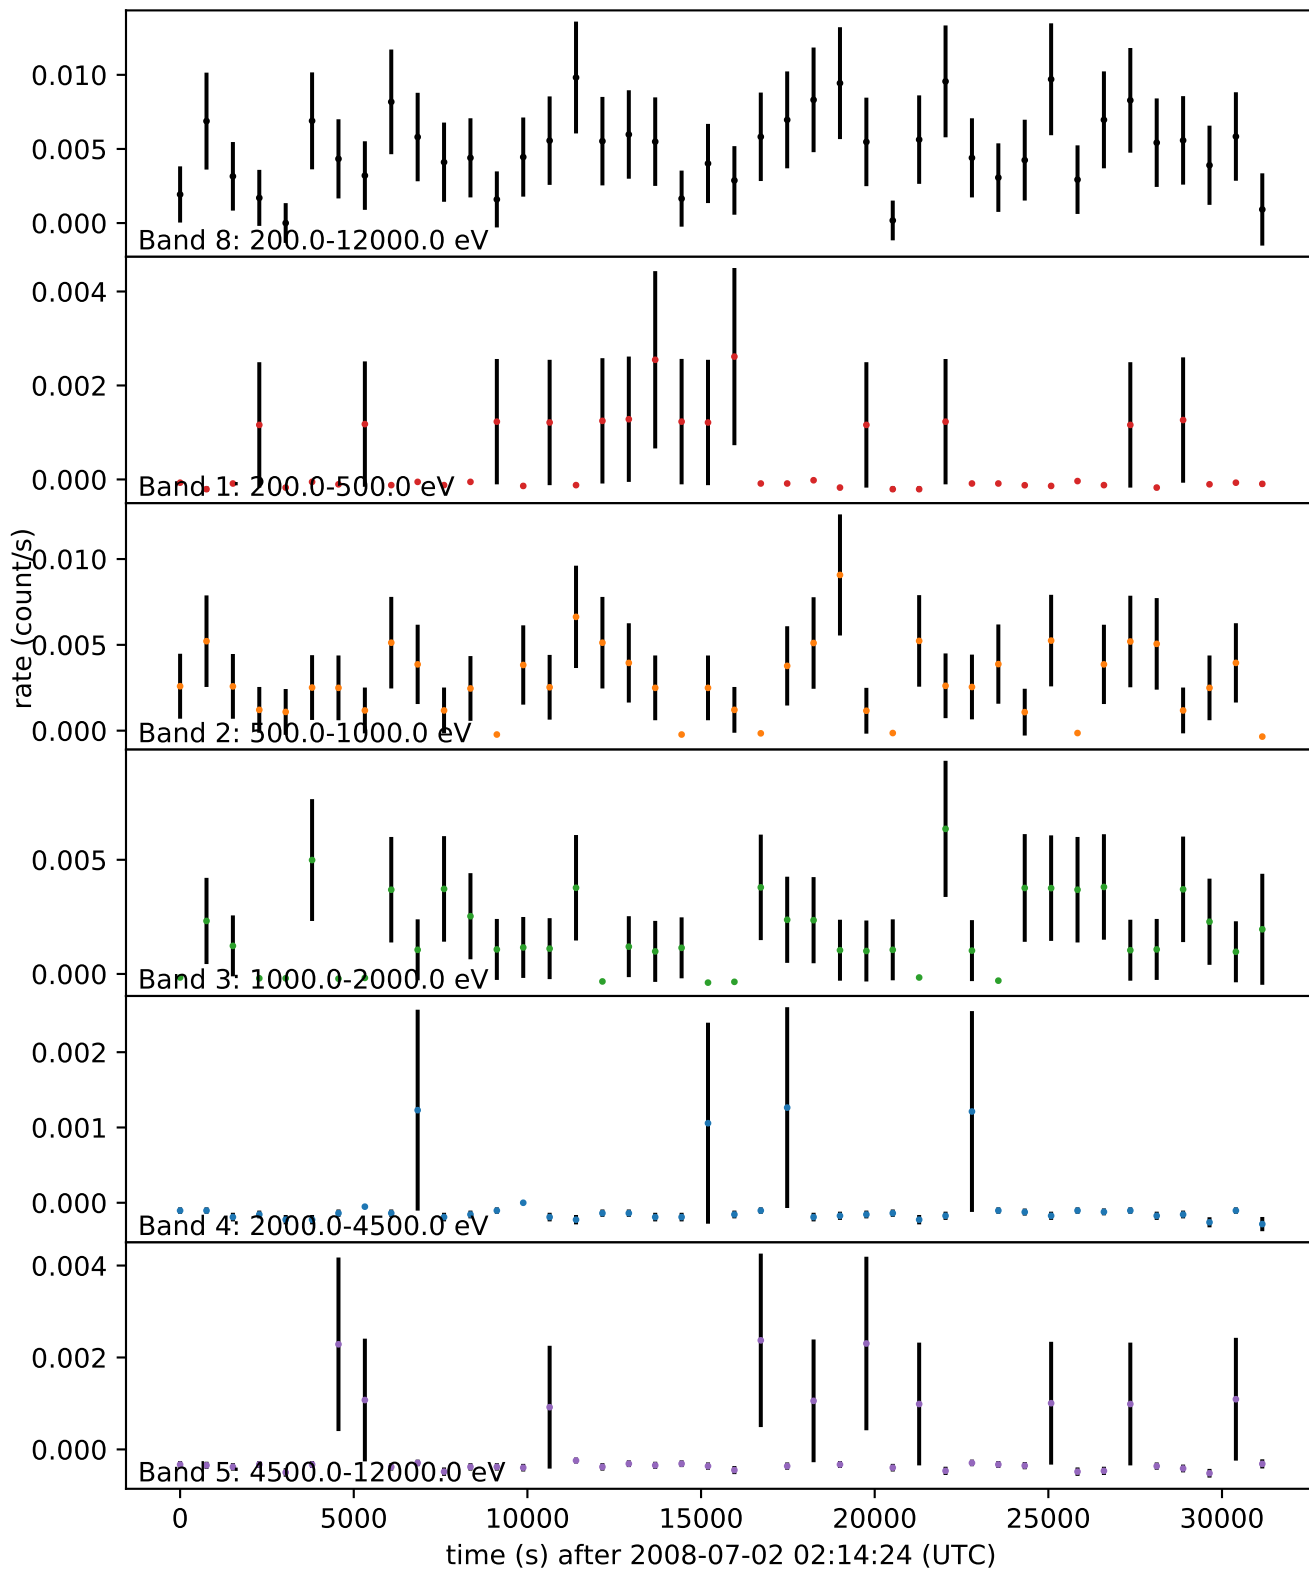 0.010
0.005
0.000
Band 8: 200.0-12000.0 eV
0.004
0.002
0.000
Band 1: 200.0-500.0 eV
rate (count/s)
0.010
0.005
0.000
Band 2: 500.0-1000.0 eV
0.005
0.000
Band 3: 1000.0-2000.0 eV
0.002
0.001
0.000
Band 4: 2000.0-4500.0 eV
0.004
0.002
0.000
Band 5: 4500.0-12000.0 eV
0 5000 10000 15000 20000 25000 30000
time (s) after 2008-07-02 02:14:24 (UTC)